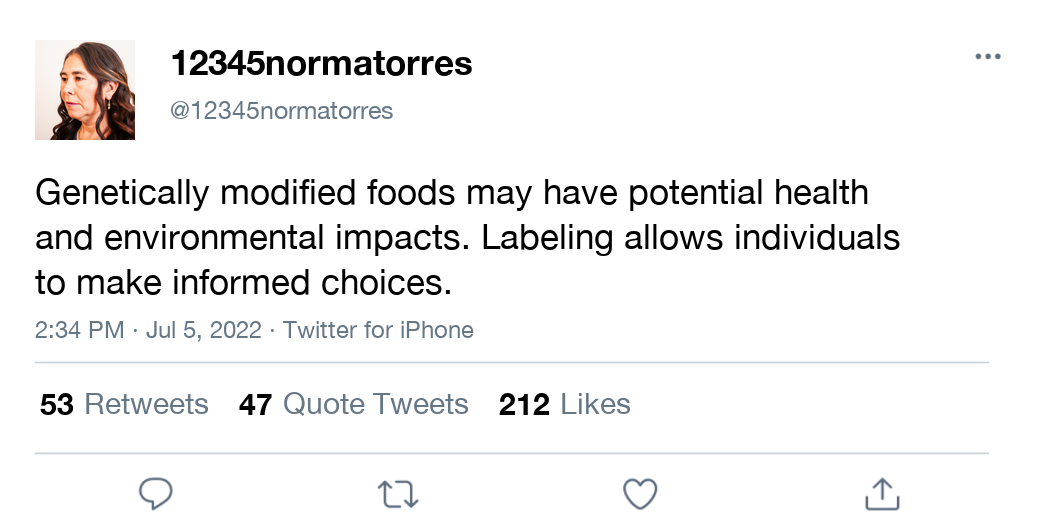 12345normatorres
@12345normatorres
Genetically modified foods may have potential health
and environmental impacts. Labeling allows individuals
to make informed choices.
2:34 PM · Jul 5, 2022 · Twitter for iPhone
53 Retweets 47 Quote Tweets 212 Likes